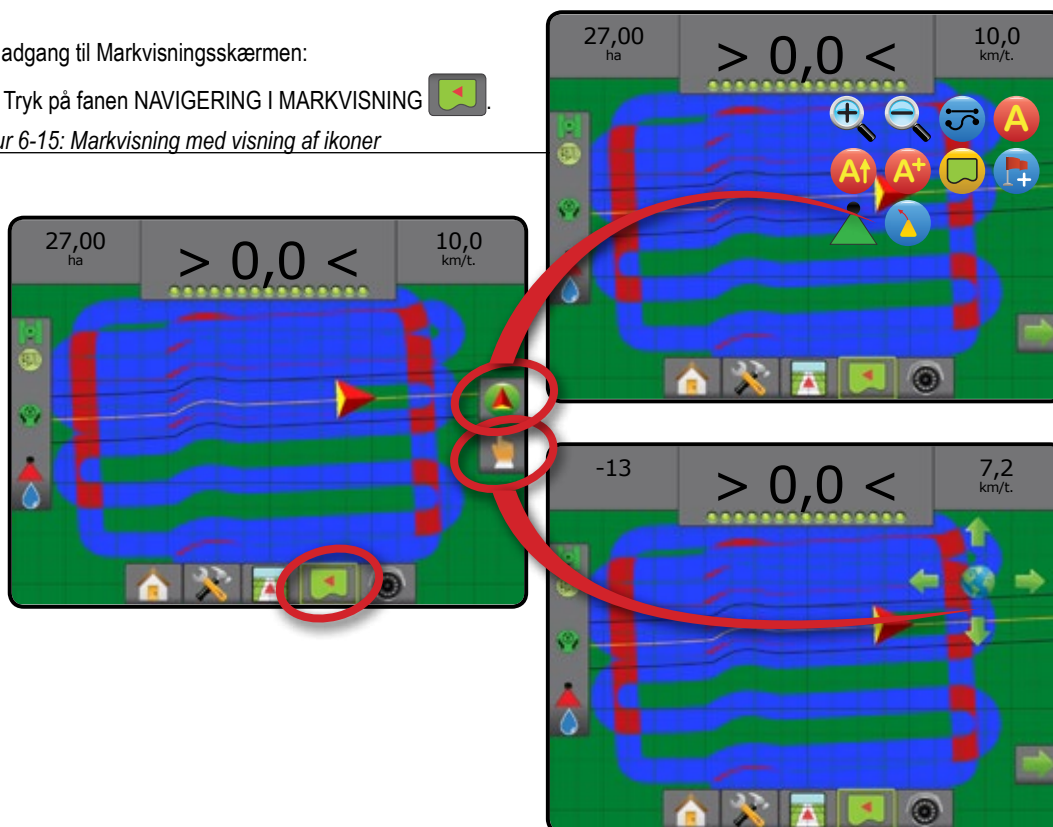 adgang til Markvisningsskærmen:
Tryk på fanen NAVIGERING I MARKVISNING .
ur 6-15: Markvisning med visning af ikoner
27,00
ha
> 0,0 <
10,0
km/t.
A
A
A+
27,00
ha
> 0,0 <
10,0
km/t.
-13
> 0,0 <
7,2
km/t.